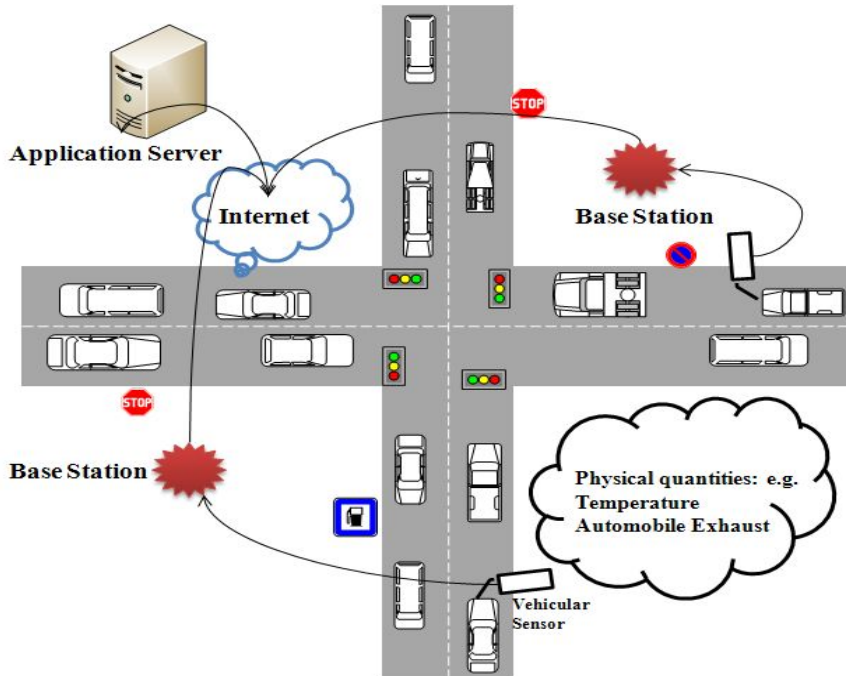 STOP
Application Server
Internet
Base Station
STOP
Base Station
Physical quantities: e.g.
Temperature
Automobile Exhaust
Vehicular
Sensor